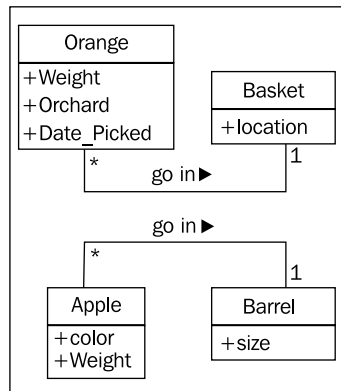 Orange
+Weight
+Orchard
+Date_Picked
Basket
+location
* 1
go in►
go in►
* 1
Apple
+color
+Weight
Barrel
+size